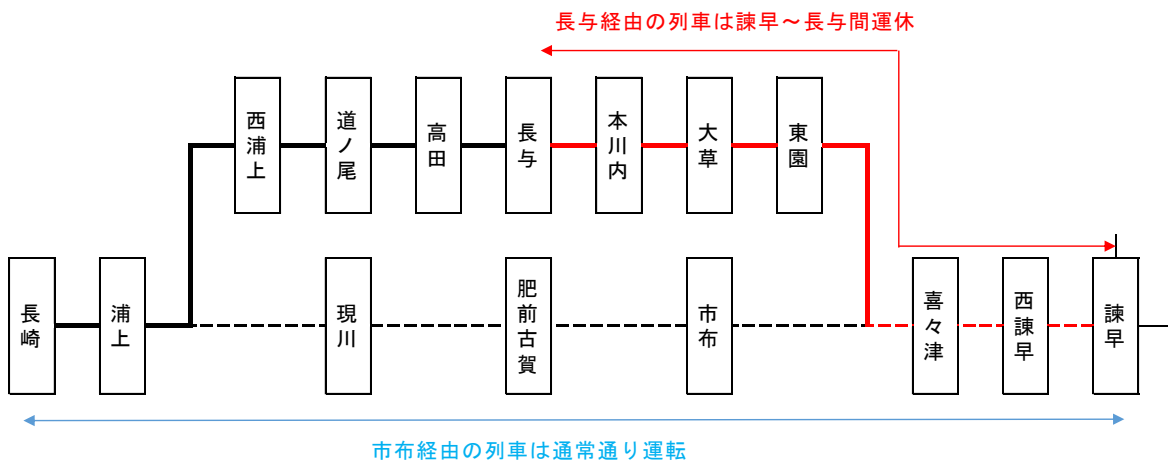 長与経由の列車は諫早～長与間運休
西浦上
道ノ尾
高田
長与
本川内
大草
東園
長崎
浦上
現川
肥前古賀
市布
喜々津
西諫早
諫早
市布経由の列車は通常通り運転